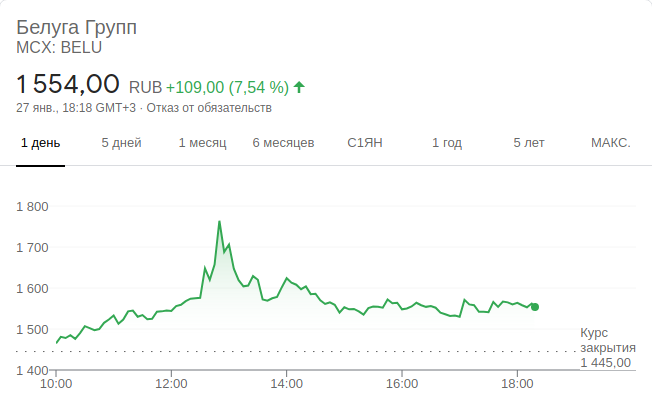 Белуга Групп
MCX: BELU
1 554,00 RUB +109,00 (7,54 %)
27 янв., 18:18 GMT+3 · Отказ от обязательств
1 день 5 дней 1 месяц 6 месяцев С1ЯН 1 год 5 лет МАКС.
1 800
1 700
1 600
1 500
Курс
закрытия
1 445,00
1 400
10:00 12:00 14:00 16:00 18:00